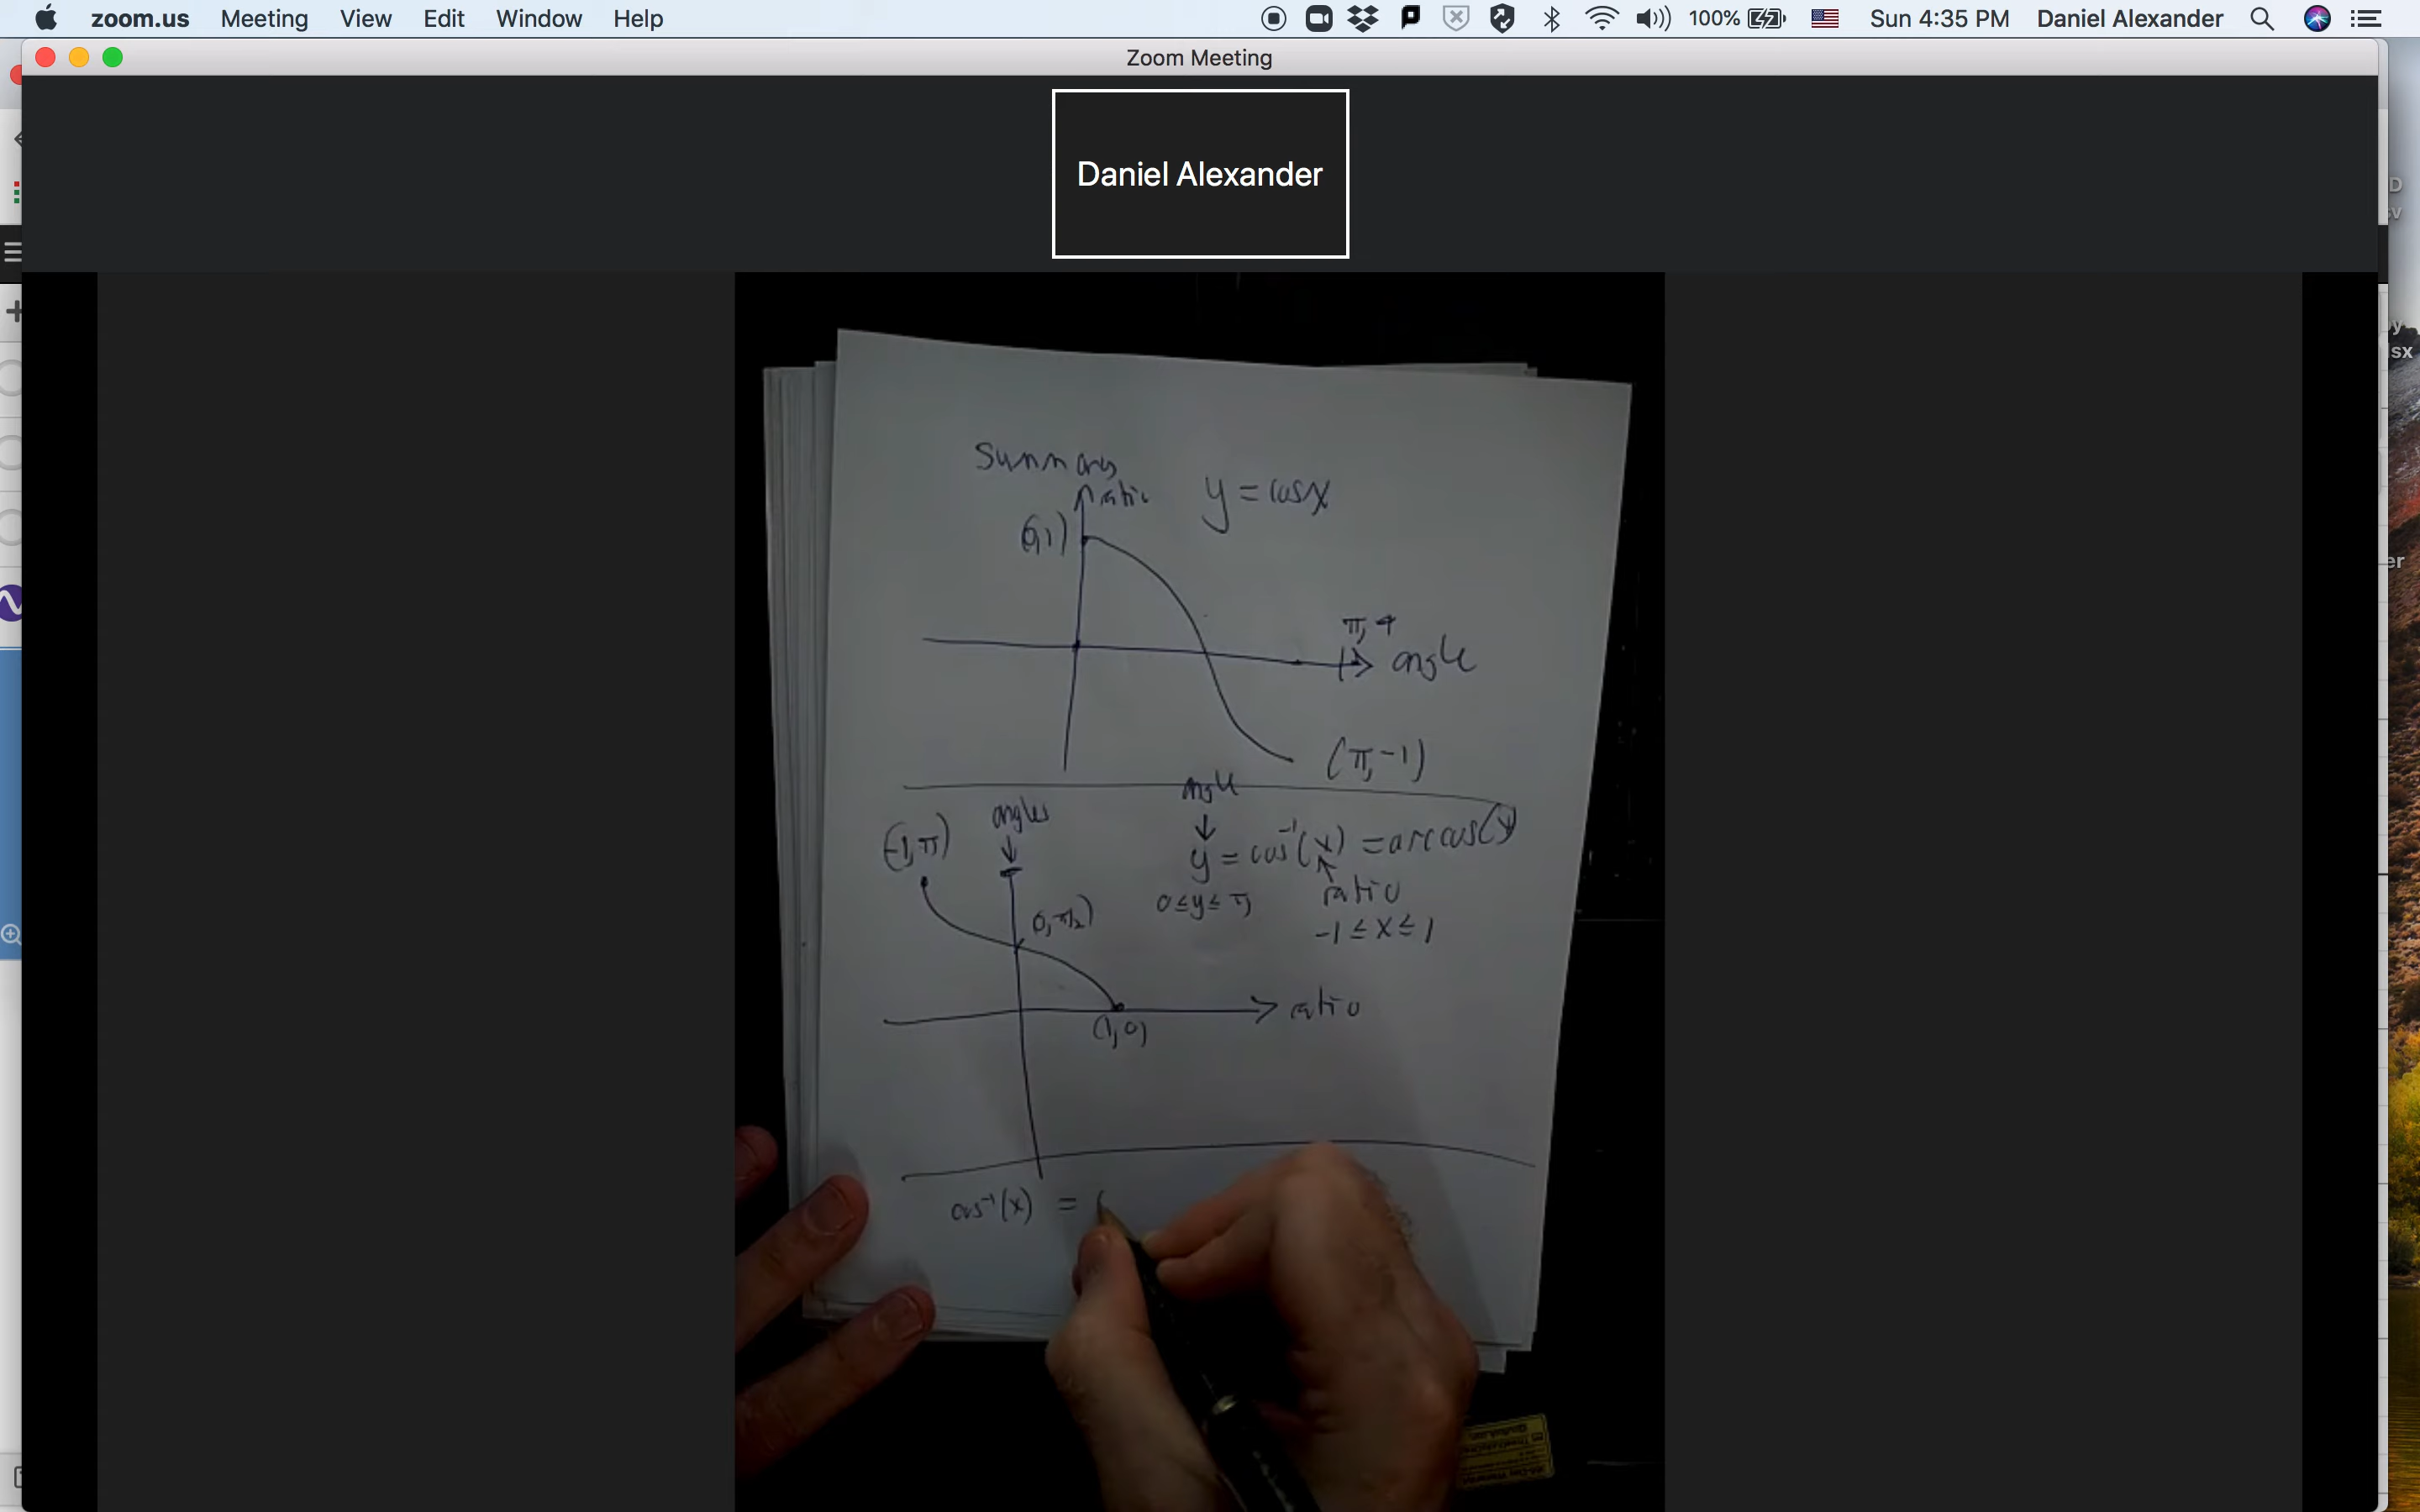 zoom.us Meeting View Edit Window Help 100% Sun 4:35 PM Daniel Alexander
Zoom Meeting
Daniel Alexander
Summary
ratio
y = cos x
(0,1)
π, 4
angle
(π, -1)
angle
angles
(-1, π)
y = cos⁻¹(x) = arccos(x)
0 ≤ y ≤ π
ratio
0, π/2)
-1 ≤ x ≤ 1
ratio
(1, 0)
cos⁻¹(x) =